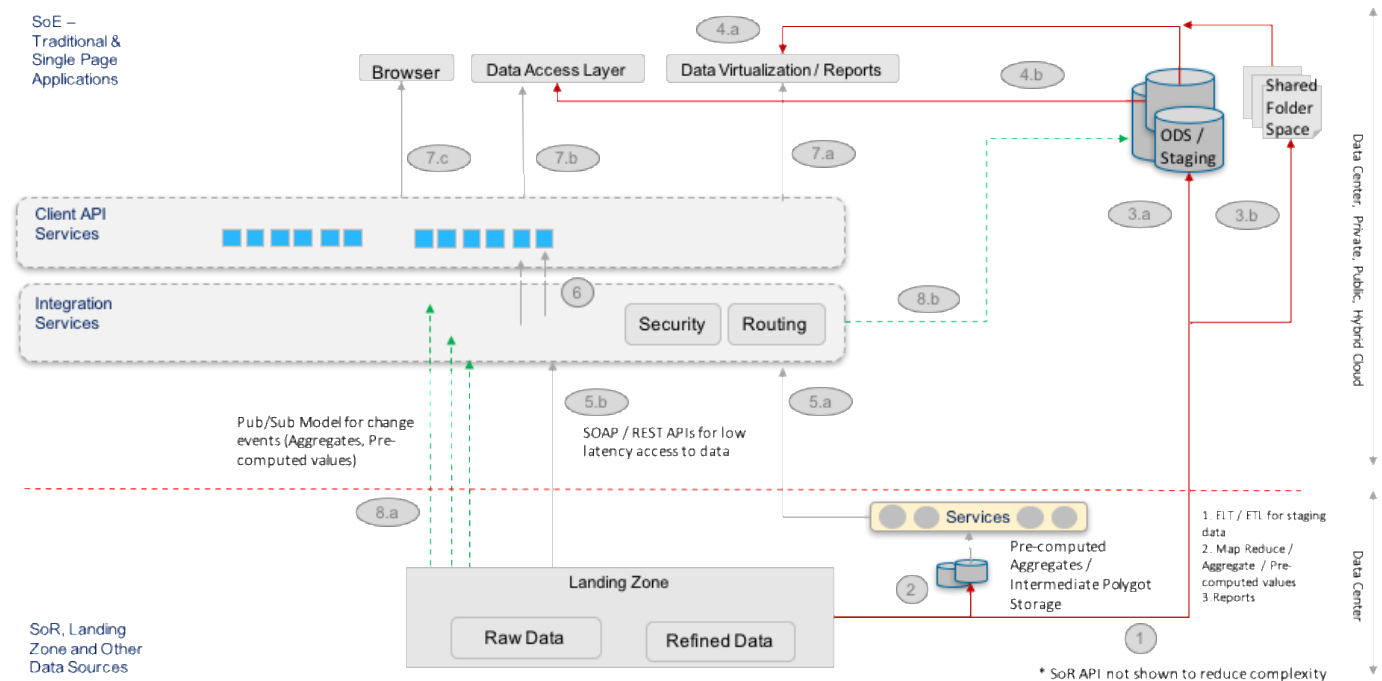 SoE –
Traditional &
Single Page
Applications
4.a
Browser
Data Access Layer
Data Virtualization / Reports
4.b
Shared
Folder
Space
ODS /
Staging
7.c
7.b
7.a
3.a
3.b
Client API
Services
6
8.b
Integration
Services
Security
Routing
5.b
5.a
Pub/Sub Model for change
events (Aggregates, Pre-
computed values)
SOAP / REST APIs for low
latency access to data
Data Center, Private, Public, Hybrid Cloud
8.a
Services
1. ELT / ETL for staging
data
2. Map Reduce /
Aggregate / Pre-
computed values
3.Reports
Pre-computed
Aggregates /
Intermediate Polygot
Storage
2
Landing Zone
Raw Data
Refined Data
1
Data Center
SoR, Landing
Zone and Other
Data Sources
* SoR API not shown to reduce complexity